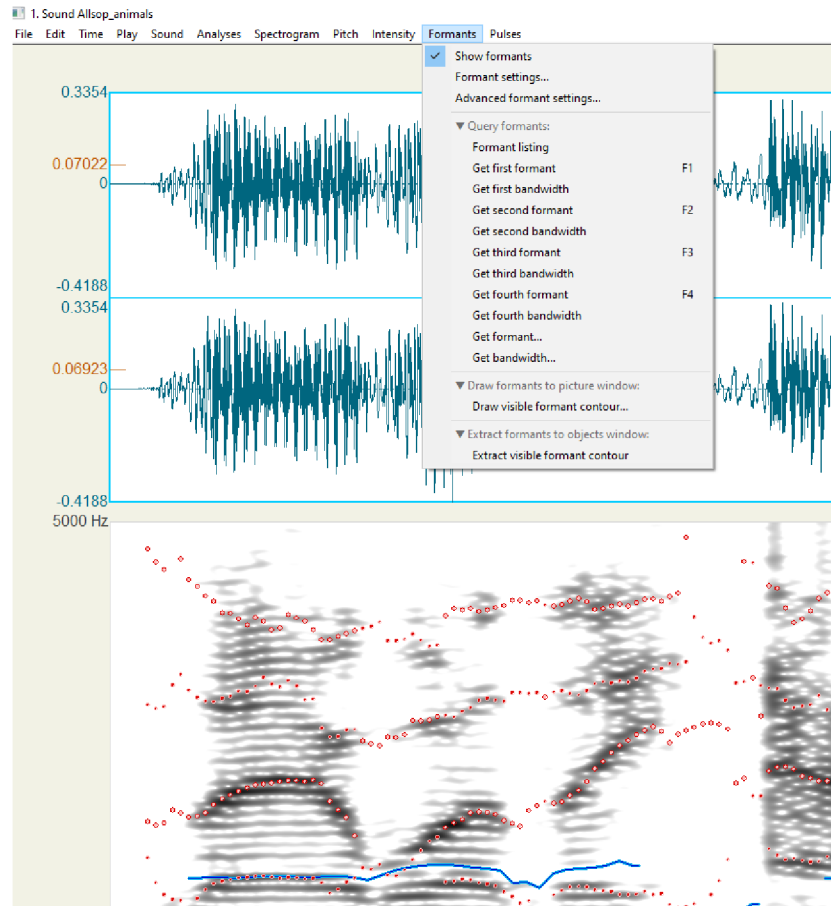 1. Sound Allsop_animals
File Edit Time Play Sound Analyses Spectrogram Pitch Intensity Formants Pulses
Show formants
Formant settings...
Advanced formant settings...
Query formants:
Formant listing
Get first formant F1
Get first bandwidth
Get second formant F2
Get second bandwidth
Get third formant F3
Get third bandwidth
Get fourth formant F4
Get fourth bandwidth
Get formant...
Get bandwidth...
Draw formants to picture window:
Draw visible formant contour...
Extract formants to objects window:
Extract visible formant contour
0.3354
0.07022
0
-0.4188
0.3354
0.06923
0
-0.4188
5000 Hz